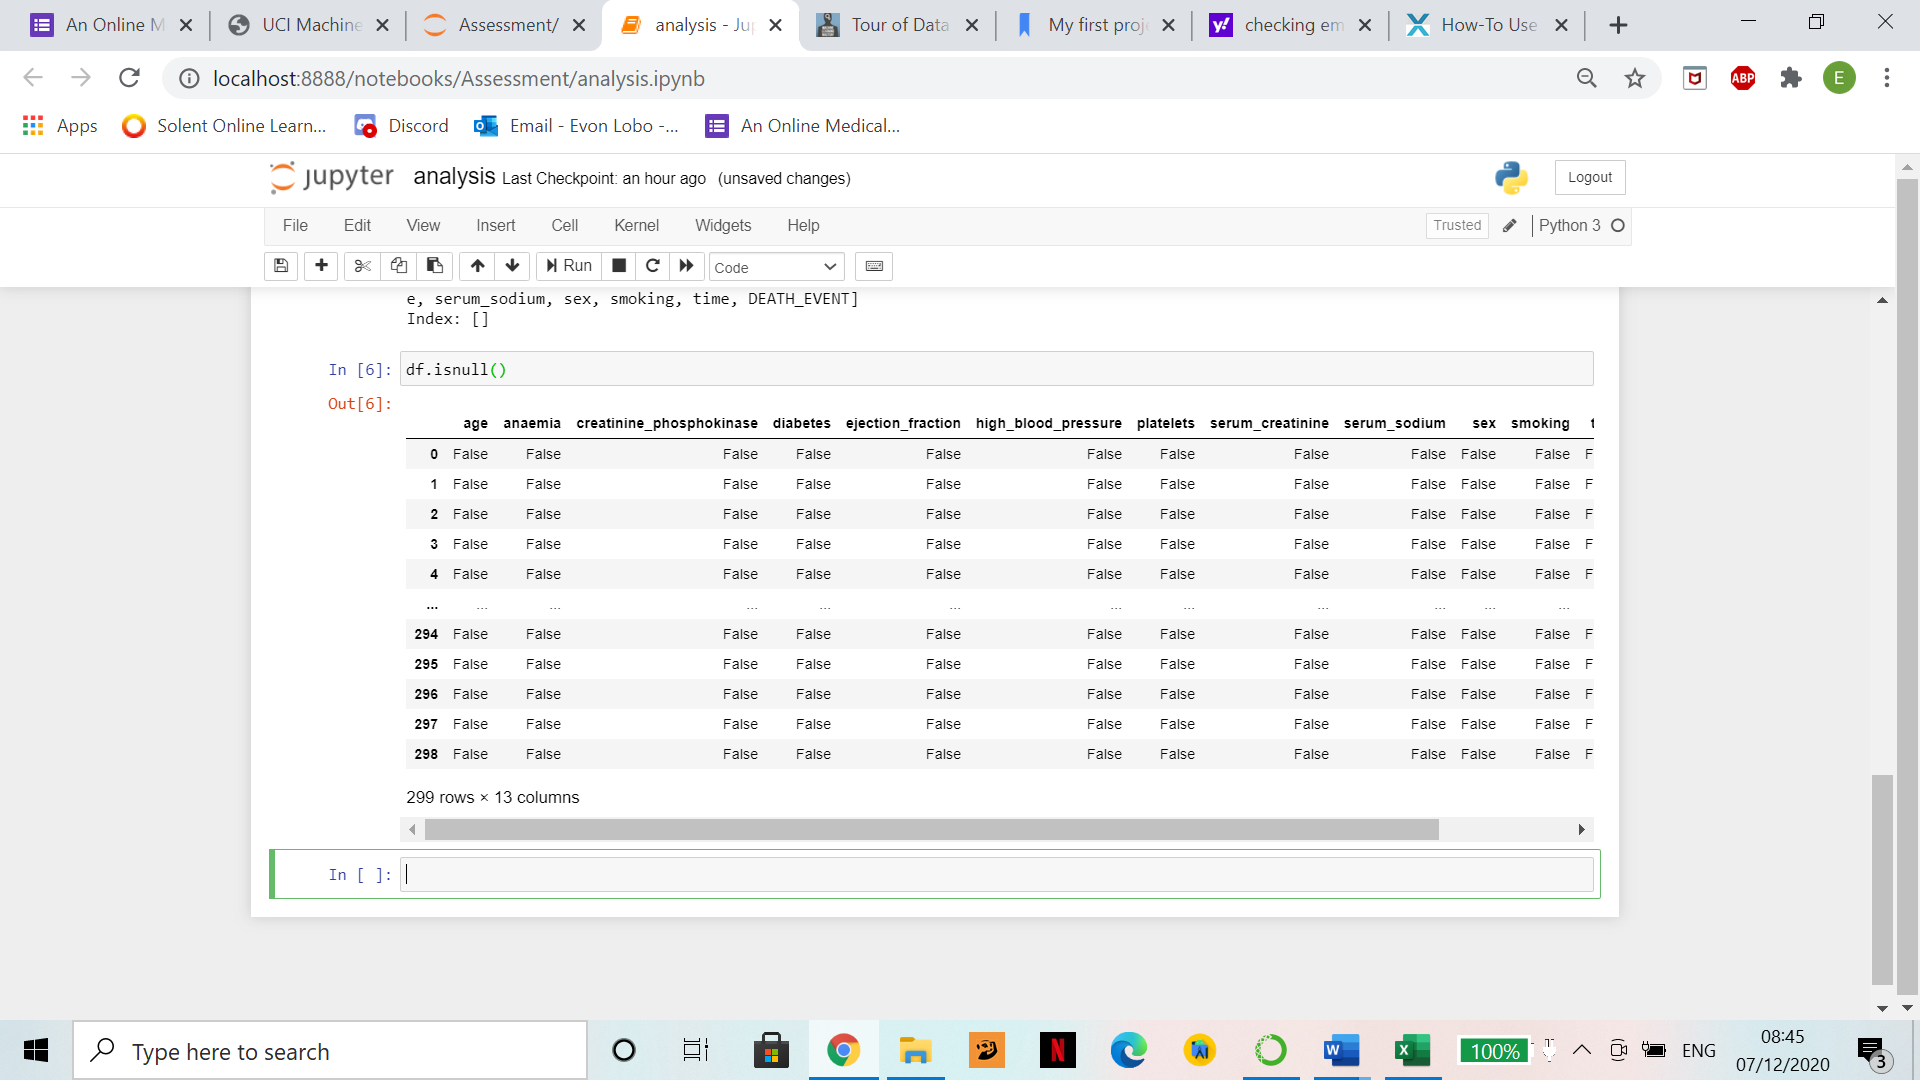 An Online M
UCI Machine
Assessment/
analysis - Ju
Tour of Data
My first proj
checking em
How-To Use
localhost:8888/notebooks/Assessment/analysis.ipynb
ABP
E
Apps
Solent Online Learn...
Discord
Email - Evon Lobo -...
An Online Medical...
jupyter analysis Last Checkpoint: an hour ago (unsaved changes)
Logout
File Edit View Insert Cell Kernel Widgets Help
Trusted
Python 3
Run
Code
e, serum_sodium, sex, smoking, time, DEATH_EVENT]
Index: []
In [6]: df.isnull()
Out[6]:
age anaemia creatinine_phosphokinase diabetes ejection_fraction high_blood_pressure platelets serum_creatinine serum_sodium sex smoking t
0 False False False False False False False False False False False F
1 False False False False False False False False False False False F
2 False False False False False False False False False False False F
3 False False False False False False False False False False False F
4 False False False False False False False False False False False F
... ... ... ... ... ... ... ... ... ... ... ...
294 False False False False False False False False False False False F
295 False False False False False False False False False False False F
296 False False False False False False False False False False False F
297 False False False False False False False False False False False F
298 False False False False False False False False False False False F
299 rows × 13 columns
In [ ]:
Type here to search
100%
ENG
08:45
07/12/2020
3